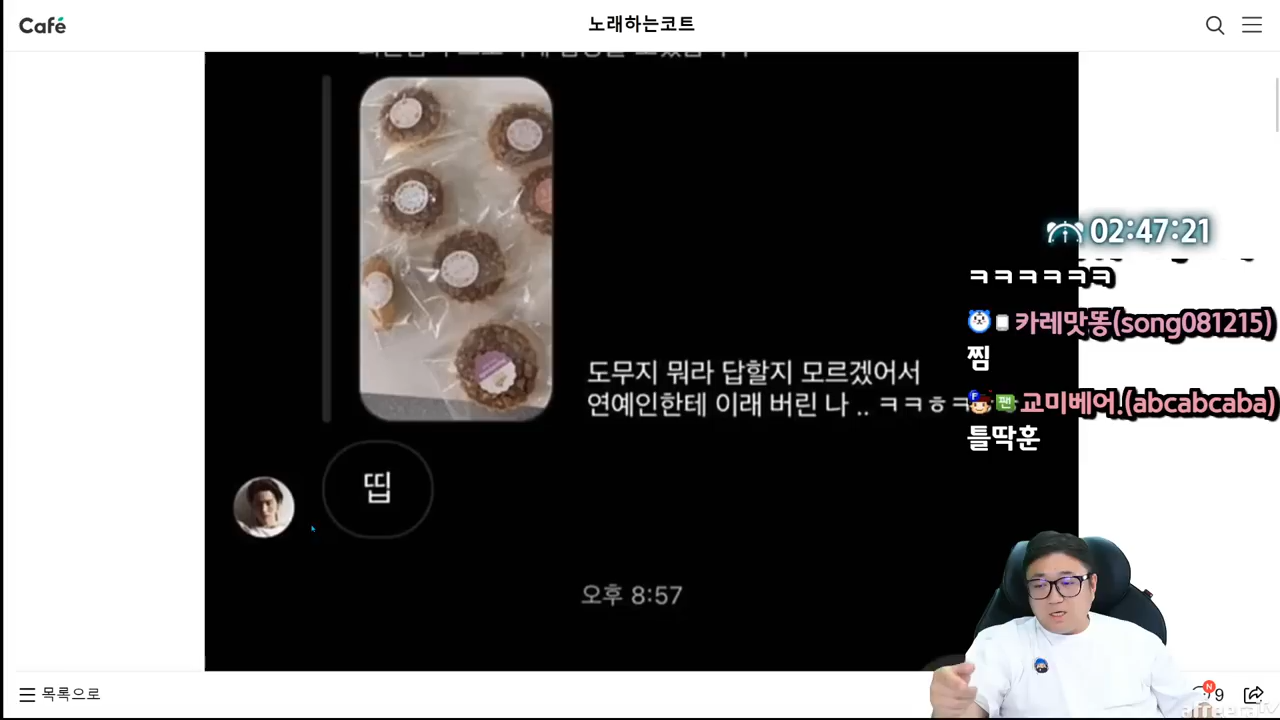 Café
노래하는코트
도무지 뭐라 답할지 모르겠어서
연예인한테 이래 버린 나 .. ㅋㅋㅎㅋ
띱
오후 8:57
02:47:21
ㅋㅋㅋㅋㅋㅋ
카레맛똥(song081215)
찜
F 팬 교미베어!(abcabcaba)
틀딱훈
목록으로
N
9
afreecaTV